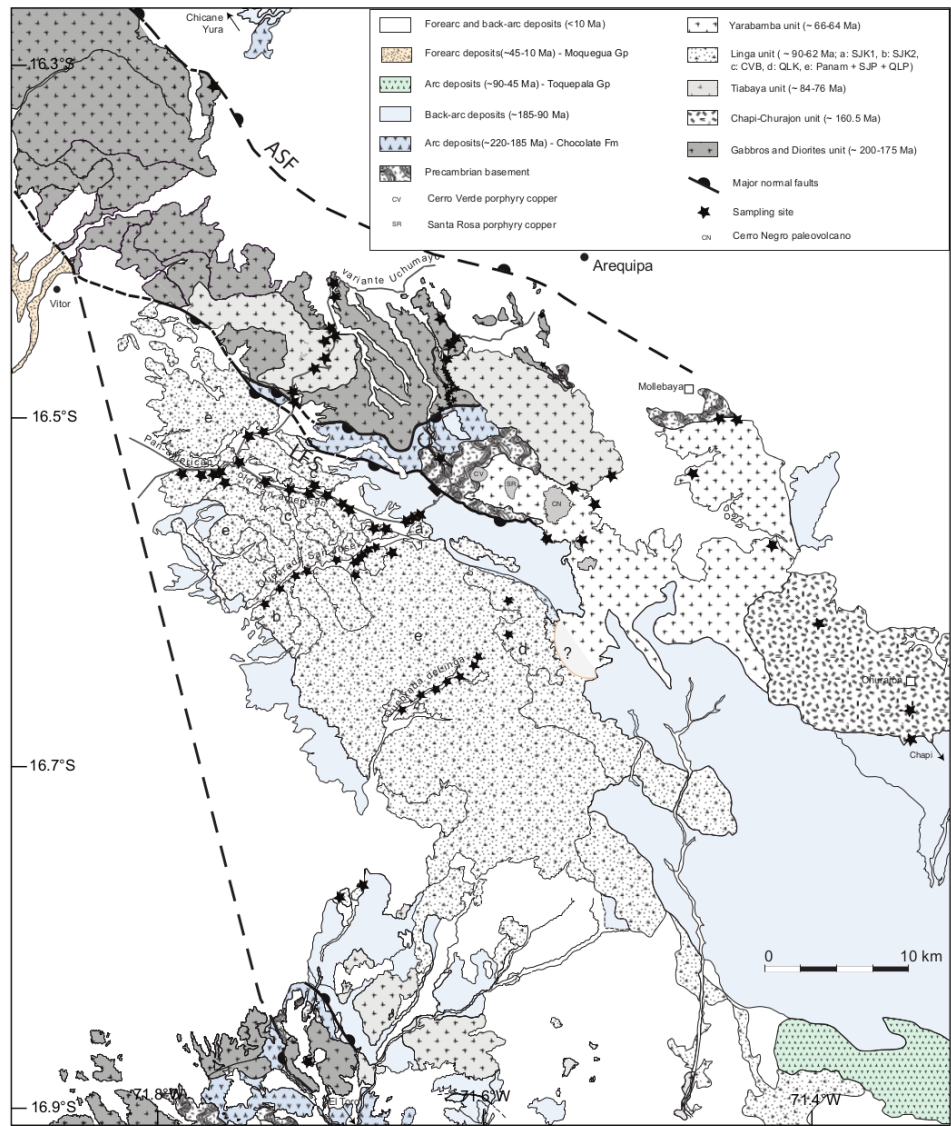 Chicane
Yura
Forearc and back-arc deposits (<10 Ma)
Forearc deposits(~45-10 Ma) - Moquegua Gp
Arc deposits (~90-45 Ma) - Toquepala Gp
Back-arc deposits (~185-90 Ma)
Arc deposits(~220-185 Ma) - Chocolate Fm
Precambrian basement
CV Cerro Verde porphyry copper
SR Santa Rosa porphyry copper
Yarabamba unit (~ 66-64 Ma)
Linga unit ( ~ 90-62 Ma; a: SJK1, b: SJK2,
c: CVB, d: QLK, e: Panam + SJP + QLP)
Tiabaya unit (~ 84-76 Ma)
Chapi-Churajon unit (~ 160.5 Ma)
Gabbros and Diorites unit (~ 200-175 Ma)
Major normal faults
Sampling site
CN Cerro Negro paleovolcano
16.3°S
ASF
variante Uchumayo
Arequipa
Vitor
Mollebaya
16.5°S
e
LFS
CV
SR
CN
c
a
e
b
e
d
?
Churajon
Chapi
16.7°S
0 10 km
71.8°W
71.6°W
71.4°W
El Toro
16.9°S